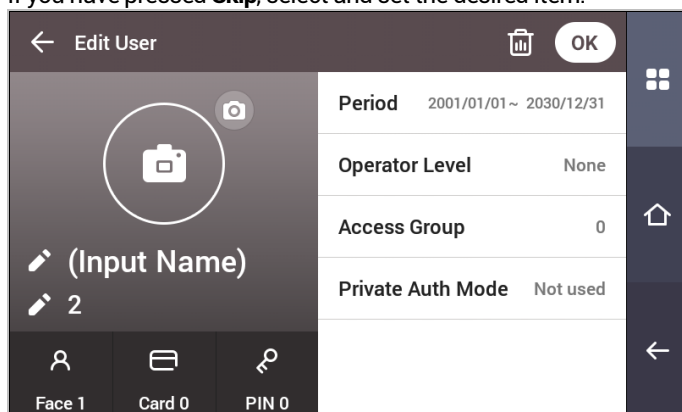 If you have pressed Skip, select and set the desired item.
Edit User
OK
Period 2001/01/01~ 2030/12/31
Operator Level None
Access Group 0
Private Auth Mode Not used
(Input Name)
2
Face 1 Card 0 PIN 0